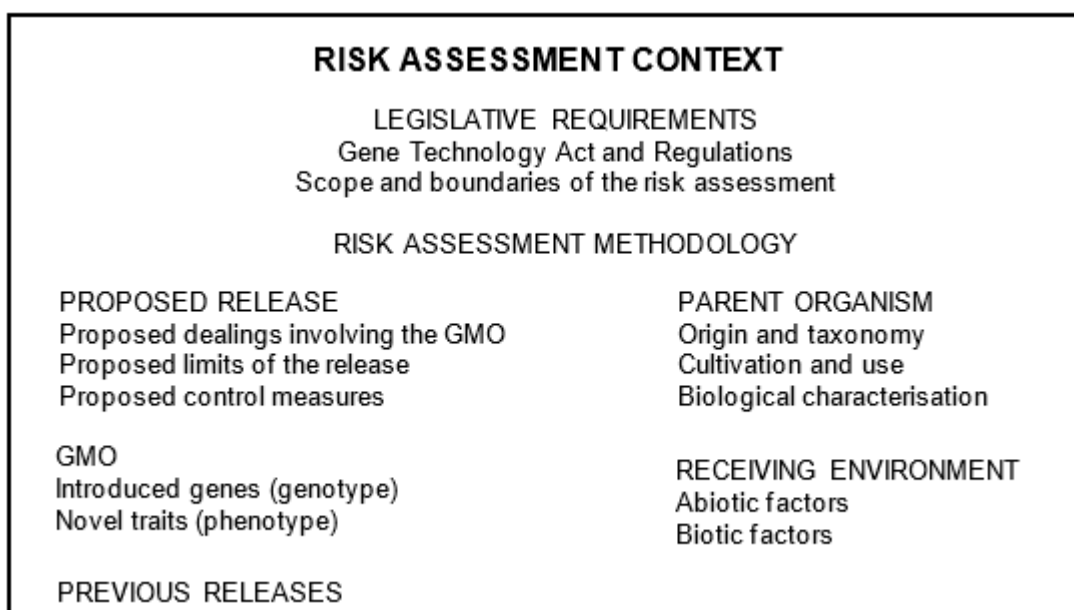 RISK ASSESSMENT CONTEXT
LEGISLATIVE REQUIREMENTS
Gene Technology Act and Regulations
Scope and boundaries of the risk assessment
RISK ASSESSMENT METHODOLOGY
PROPOSED RELEASE
Proposed dealings involving the GMO
Proposed limits of the release
Proposed control measures
PARENT ORGANISM
Origin and taxonomy
Cultivation and use
Biological characterisation
GMO
Introduced genes (genotype)
Novel traits (phenotype)
RECEIVING ENVIRONMENT
Abiotic factors
Biotic factors
PREVIOUS RELEASES